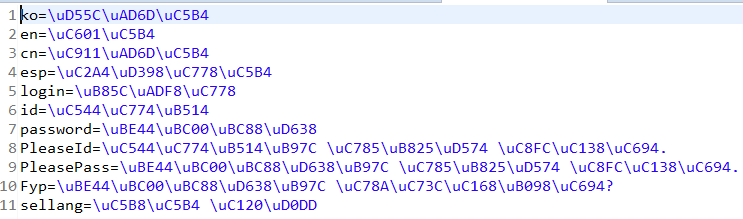 1 ko=\uD55C\uAD6D\uC5B4
2 en=\uC601\uC5B4
3 cn=\uC911\uAD6D\uC5B4
4 esp=\uC2A4\uD398\uC778\uC5B4
5 login=\uB85C\uADF8\uC778
6 id=\uC544\uC774\uB514
7 password=\uBE44\uBC00\uBC88\uD638
8 PleaseId=\uC544\uC774\uB514\uB97C \uC785\uB825\uD574 \uC8FC\uC138\uC694.
9 PleasePass=\uBE44\uBC00\uBC88\uD638\uB97C \uC785\uB825\uD574 \uC8FC\uC138\uC694.
10 Fyp=\uBE44\uBC00\uBC88\uD638\uB97C \uC78A\uC73C\uC168\uB098\uC694?
11 sellang=\uC5B8\uC5B4 \uC120\uD0DD